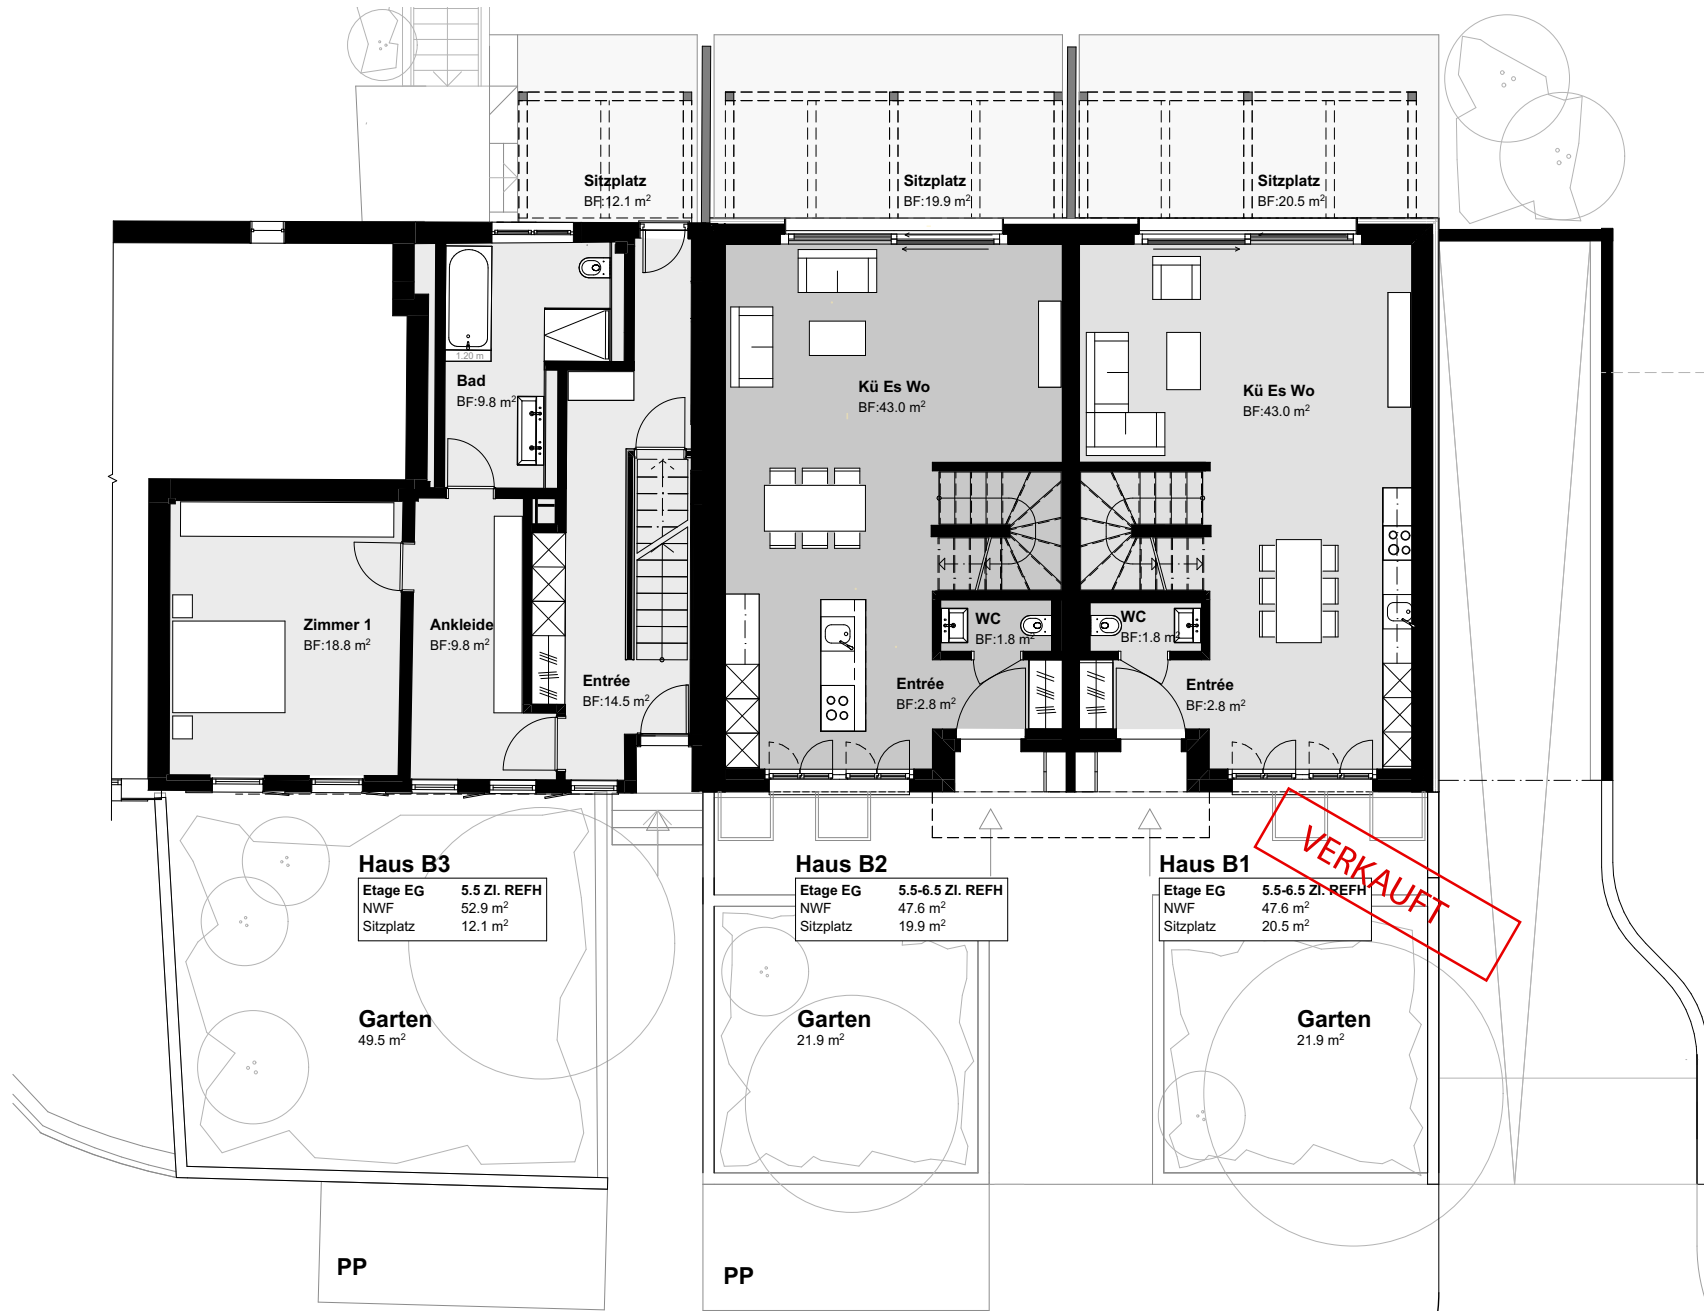 Sitzplatz
BF:12.1 m²
Sitzplatz
BF:19.9 m²
Sitzplatz
BF:20.5 m²
1.20 m
Bad
BF:9.8 m²
Kü Es Wo
BF:43.0 m²
Kü Es Wo
BF:43.0 m²
Zimmer 1
BF:18.8 m²
Ankleide
BF:9.8 m²
Entrée
BF:14.5 m²
WC
BF:1.8 m²
WC
BF:1.8 m²
Entrée
BF:2.8 m²
Entrée
BF:2.8 m²
Haus B3
Etage EG 5.5 ZI. REFH
NWF 52.9 m²
Sitzplatz 12.1 m²
Haus B2
Etage EG 5.5-6.5 ZI. REFH
NWF 47.6 m²
Sitzplatz 19.9 m²
Haus B1
Etage EG 5.5-6.5 ZI. REFH
NWF 47.6 m²
Sitzplatz 20.5 m²
VERKAUFT
Garten
49.5 m²
Garten
21.9 m²
Garten
21.9 m²
PP
PP